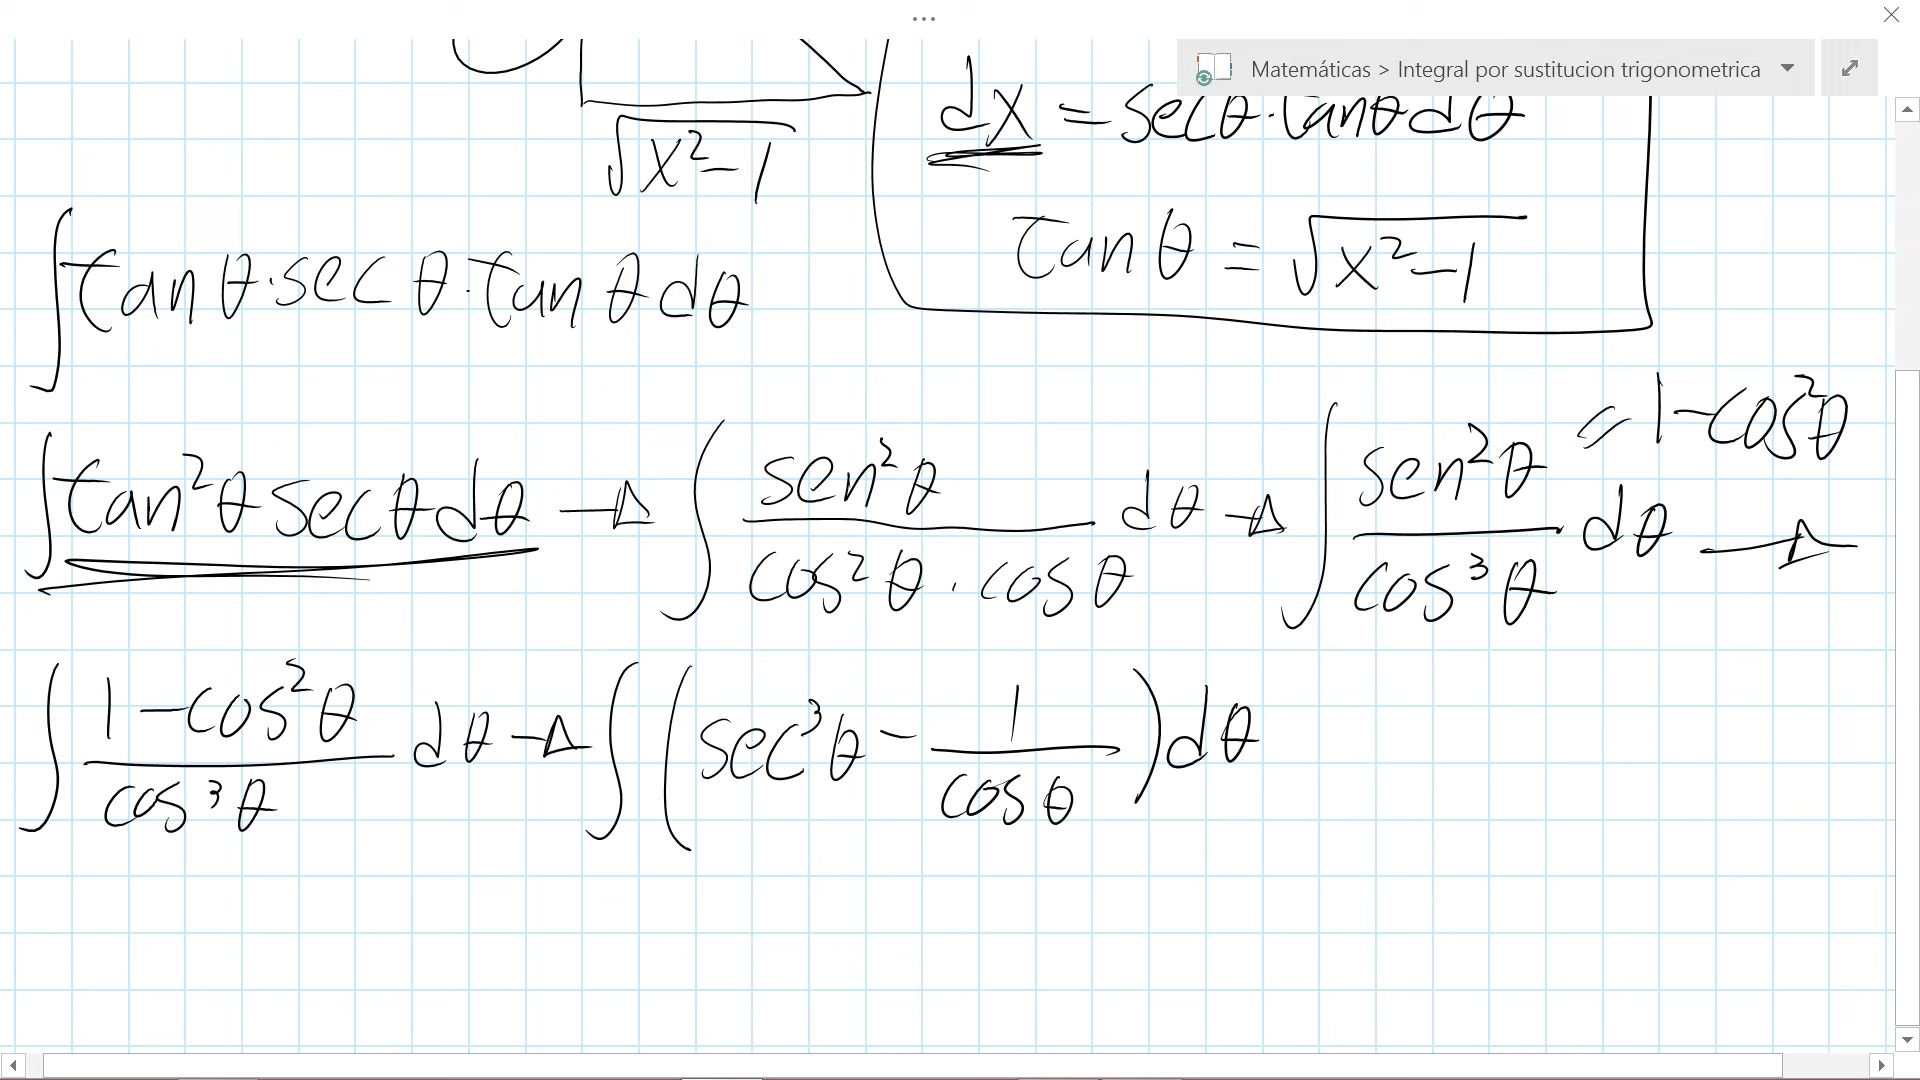 Matemáticas > Integral por sustitucion trigonometrica
√x²-1
dx = secθ·tanθdθ
tanθ = √x²-1
∫tanθ·secθ·tanθdθ
∫tan²θsecθdθ → ∫ sen²θ / cos²θ·cosθ dθ → ∫ sen²θ / cos³θ dθ →
= 1-cos²θ
∫ 1-cos²θ / cos³θ dθ → ∫(sec³θ - 1 / cosθ)dθ